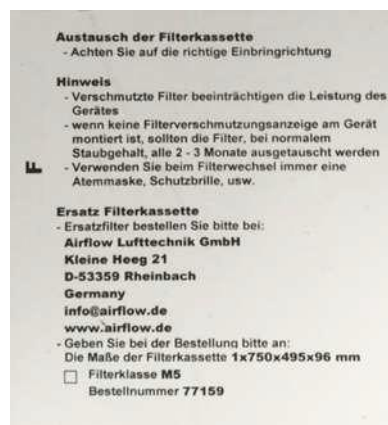 Austausch der Filterkassette
- Achten Sie auf die richtige Einbringrichtung
Hinweis
- Verschmutzte Filter beeinträchtigen die Leistung des
Gerätes
- wenn keine Filterverschmutzungsanzeige am Gerät
montiert ist, sollten die Filter, bei normalem
Staubgehalt, alle 2 - 3 Monate ausgetauscht werden
F
- Verwenden Sie beim Filterwechsel immer eine
Atemmaske, Schutzbrille, usw.
Ersatz Filterkassette
- Ersatzfilter bestellen Sie bitte bei:
Airflow Lufttechnik GmbH
Kleine Heeg 21
D-53359 Rheinbach
Germany
info@airflow.de
www.airflow.de
- Geben Sie bei der Bestellung bitte an:
Die Maße der Filterkassette 1x750x495x96 mm
Filterklasse M5
Bestellnummer 77159